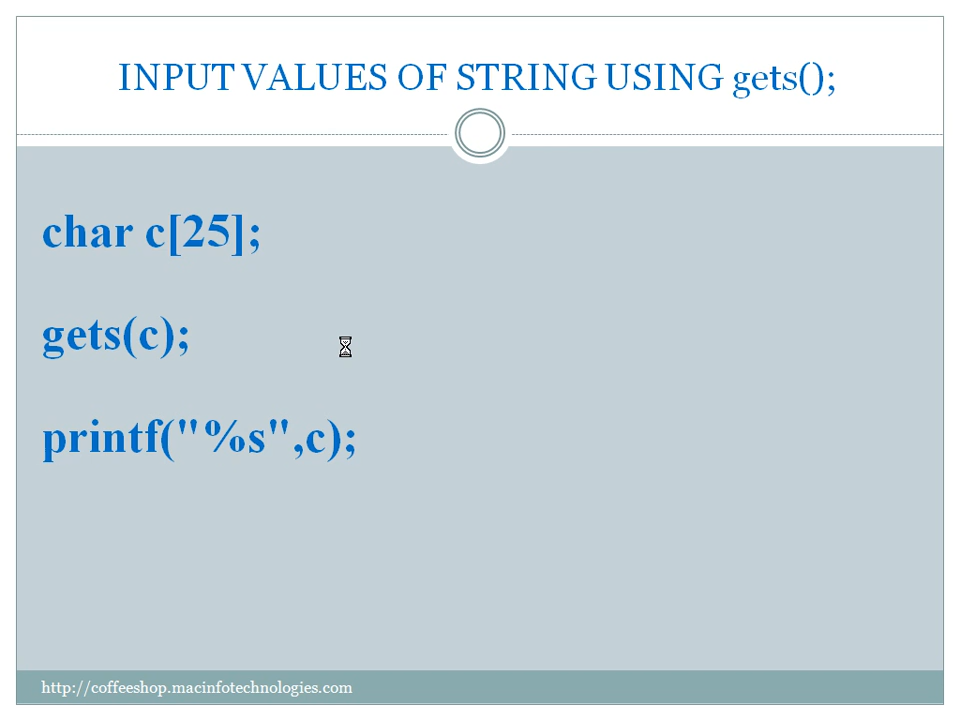 INPUT VALUES OF STRING USING gets();
char c[25];
gets(c);
printf("%s",c);
http://coffeeshop.macinfotechnologies.com